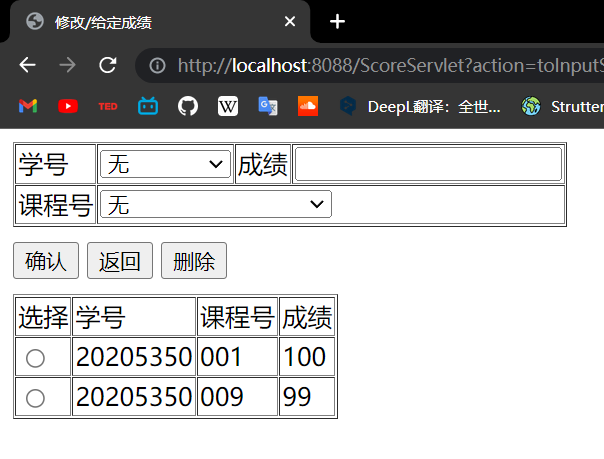 修改/给定成绩
http://localhost:8088/ScoreServlet?action=toInputS
TED
W
DeepL翻译：全世... Strutter
学号 无 成绩
课程号 无
确认 返回 删除
选择 学号 课程号 成绩
20205350 001 100
20205350 009 99